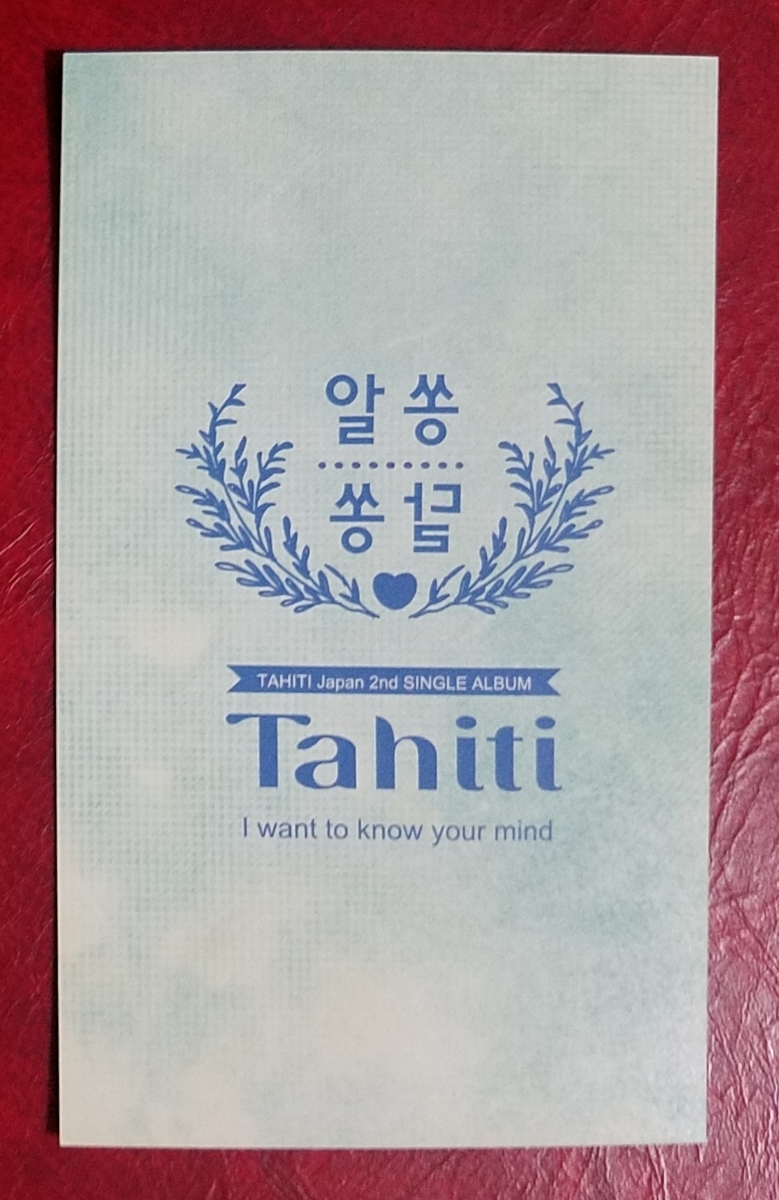 알쏭
달쏭
TAHITI Japan 2nd SINGLE ALBUM
Tahiti
I want to know your mind